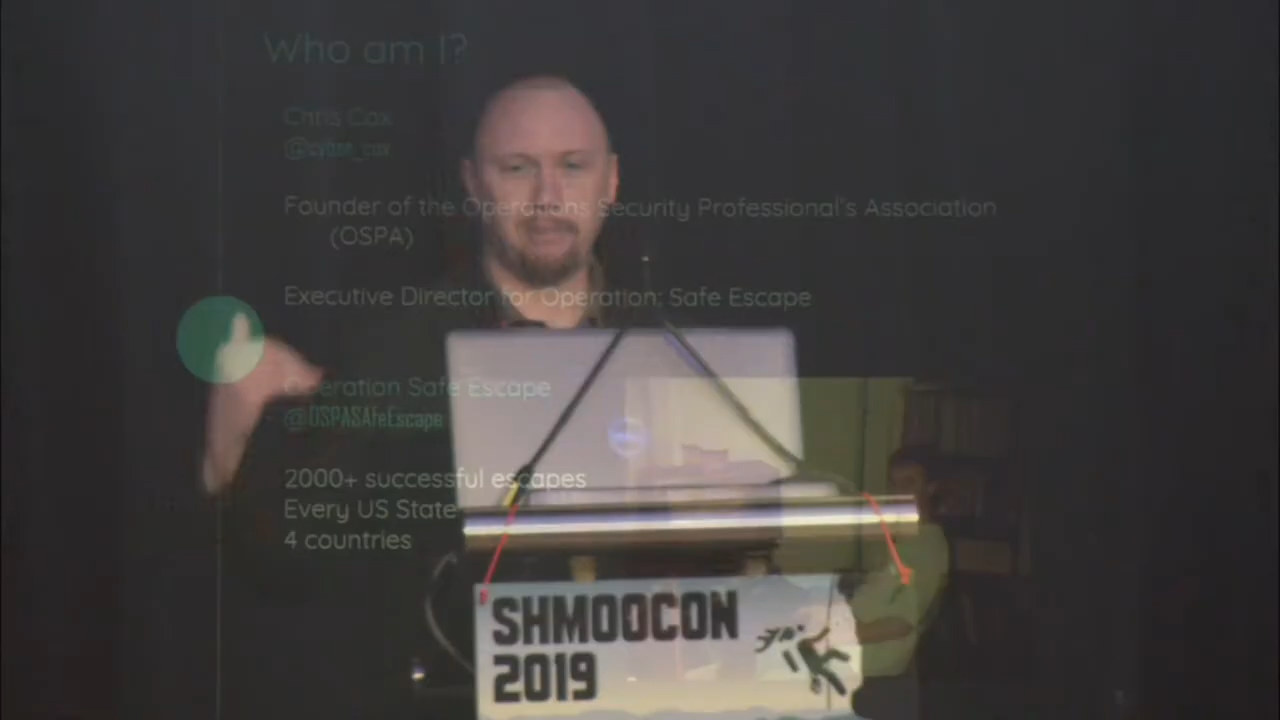 Who am I?
Chris Cox
@cyber_cox
Founder of the Operations Security Professional's Association
(OSPA)
Executive Director for Operation: Safe Escape
Operation Safe Escape
@OSPASAfeEscape
2000+ successful escapes
Every US State
4 countries
SHMOOCON
2019